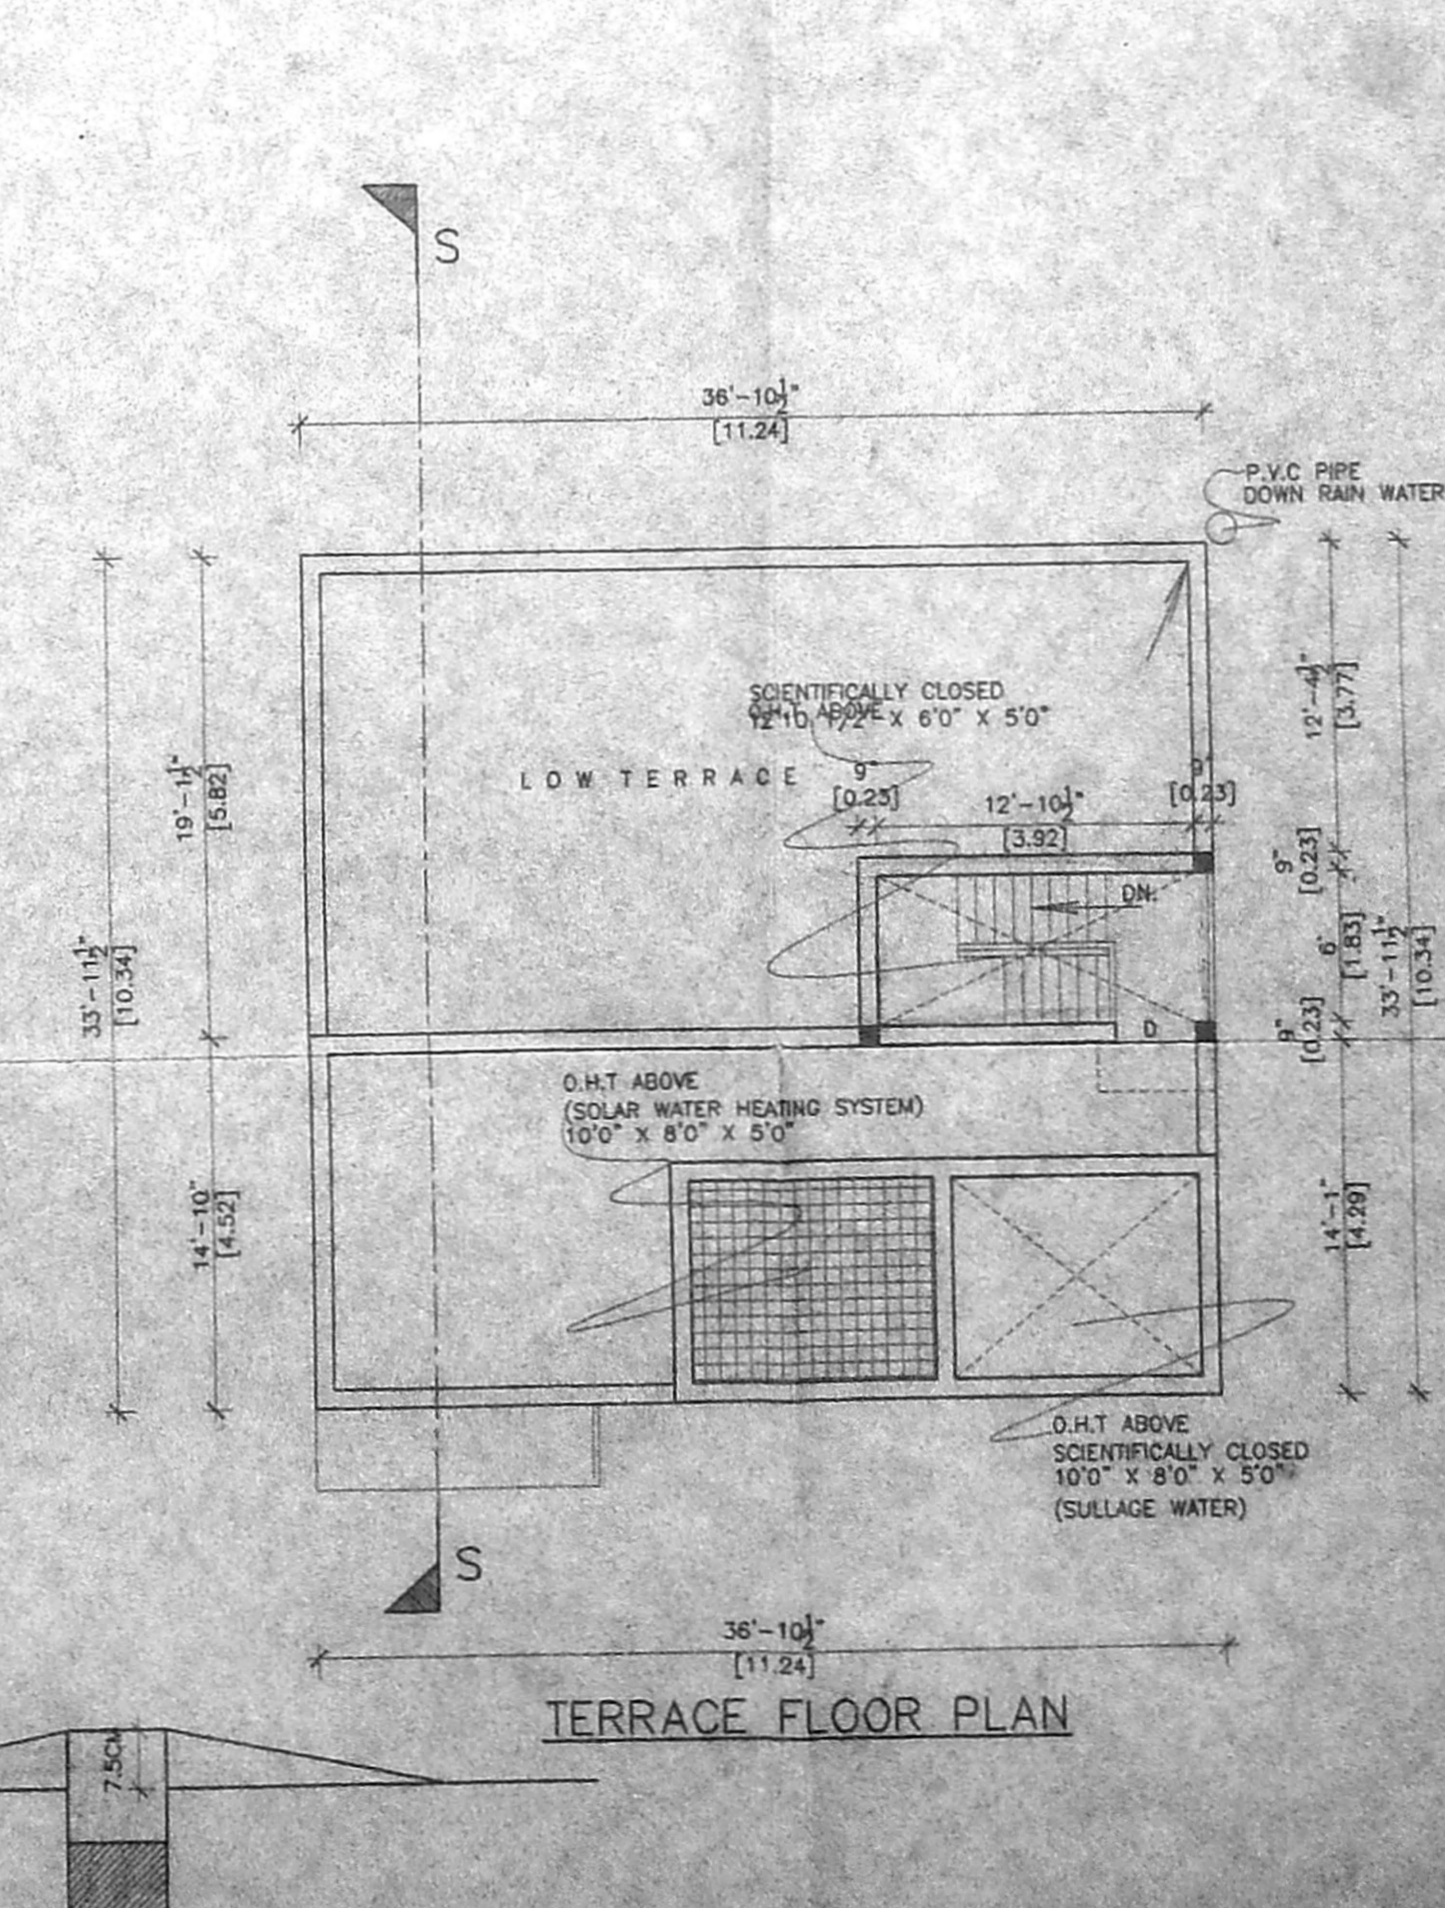 S
36'-10½"
[11.24]
P.V.C PIPE
DOWN RAIN WATER
12'-4½"
[3.77]
SCIENTIFICALLY CLOSED
O.H.T. ABOVE
12'10 1/2" X 6'0" X 5'0"
LOW TERRACE
9"
[0.23]
12'-10½"
[3.92]
9"
[0.23]
19'-1½"
[5.82]
9"
[0.23]
DN.
6'
[1.83]
33'-11½"
[10.34]
33'-11½"
[10.34]
D
9"
[0.23]
O.H.T ABOVE
(SOLAR WATER HEATING SYSTEM)
10'0" X 8'0" X 5'0"
14'-10"
[4.52]
14'-1"
[4.29]
O.H.T ABOVE
SCIENTIFICALLY CLOSED
10'0" X 8'0" X 5'0"
(SULLAGE WATER)
S
36'-10½"
[11.24]
TERRACE FLOOR PLAN
7.5CM